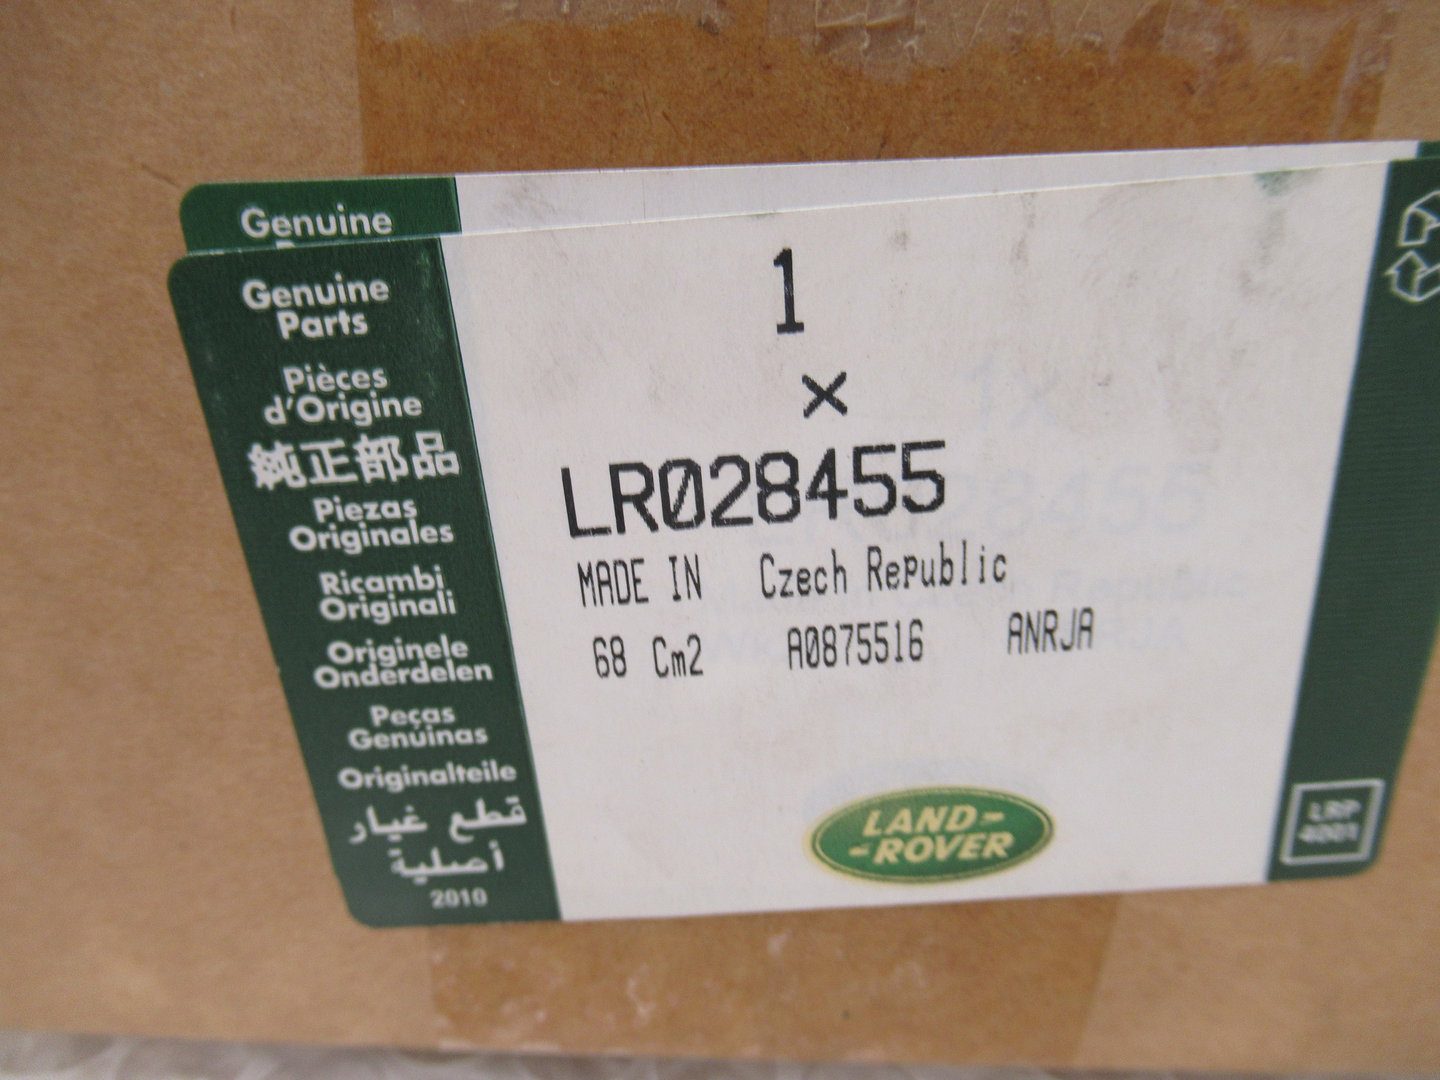 Genuine
Genuine
Parts
Pièces
d'Origine
純正部品
Piezas
Originales
Ricambi
Originali
Originele
Onderdelen
Peças
Genuinas
Originalteile
قطع غيار
أصلية
2010
1
×
LR028455
MADE IN Czech Republic
68 Cm2 A0875516 ANRJA
LAND-
-ROVER
LRP
4001